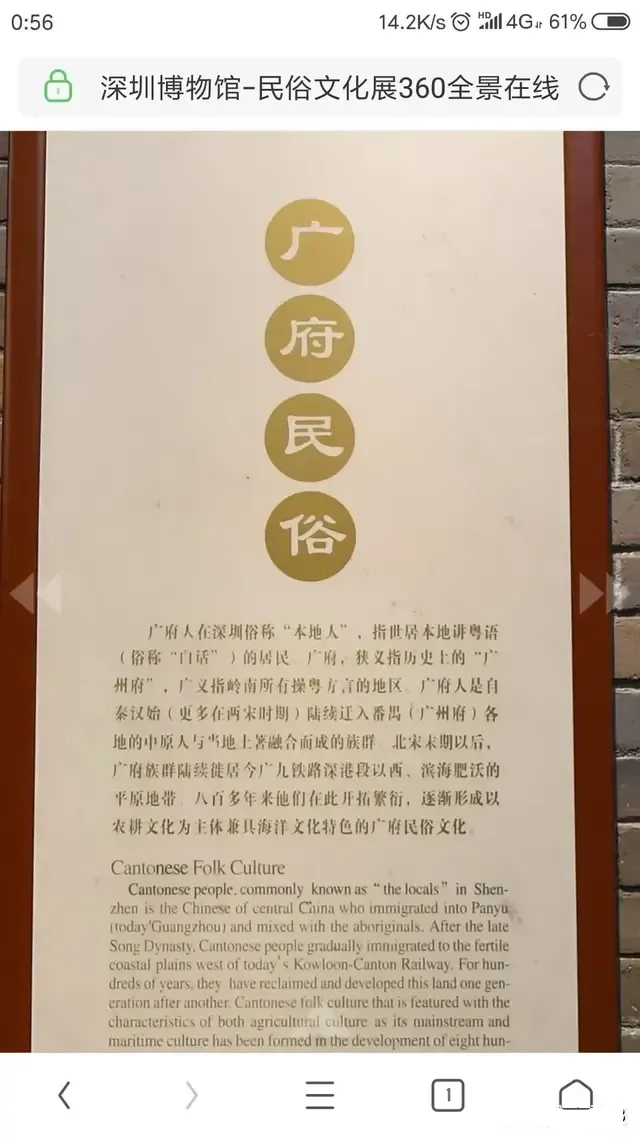 0:56
14.2K/s HD 4G 61%
深圳博物馆-民俗文化展360全景在线
广
府
民
俗
广府人在深圳俗称“本地人”，指世居本地讲粤语
（俗称“白话”）的居民。广府，狭义指历史上的“广
州府”，广义指岭南所有操粤方言的地区。广府人是自
秦汉始（更多在两宋时期）陆续迁入番禺（广州府）各
地的中原人与当地土著融合而成的族群。北宋末期以后，
广府族群陆续徙居今广九铁路深港段以西、滨海肥沃的
平原地带。八百多年来他们在此开拓繁衍，逐渐形成以
农耕文化为主体兼具海洋文化特色的广府民俗文化。
Cantonese Folk Culture
Cantonese people, commonly known as “the locals” in Shen-
zhen is the Chinese of central China who immigrated into Panyu
(today'Guangzhou) and mixed with the aboriginals. After the late
Song Dynasty, Cantonese people gradually immigrated to the fertile
coastal plains west of today's Kowloon-Canton Railway. For hun-
dreds of years, they have reclaimed and developed this land one gen-
eration after another. Cantonese folk culture that is featured with the
characteristics of both agricultural culture as its mainstream and
maritime culture has been formed in the development of eight hun-
1